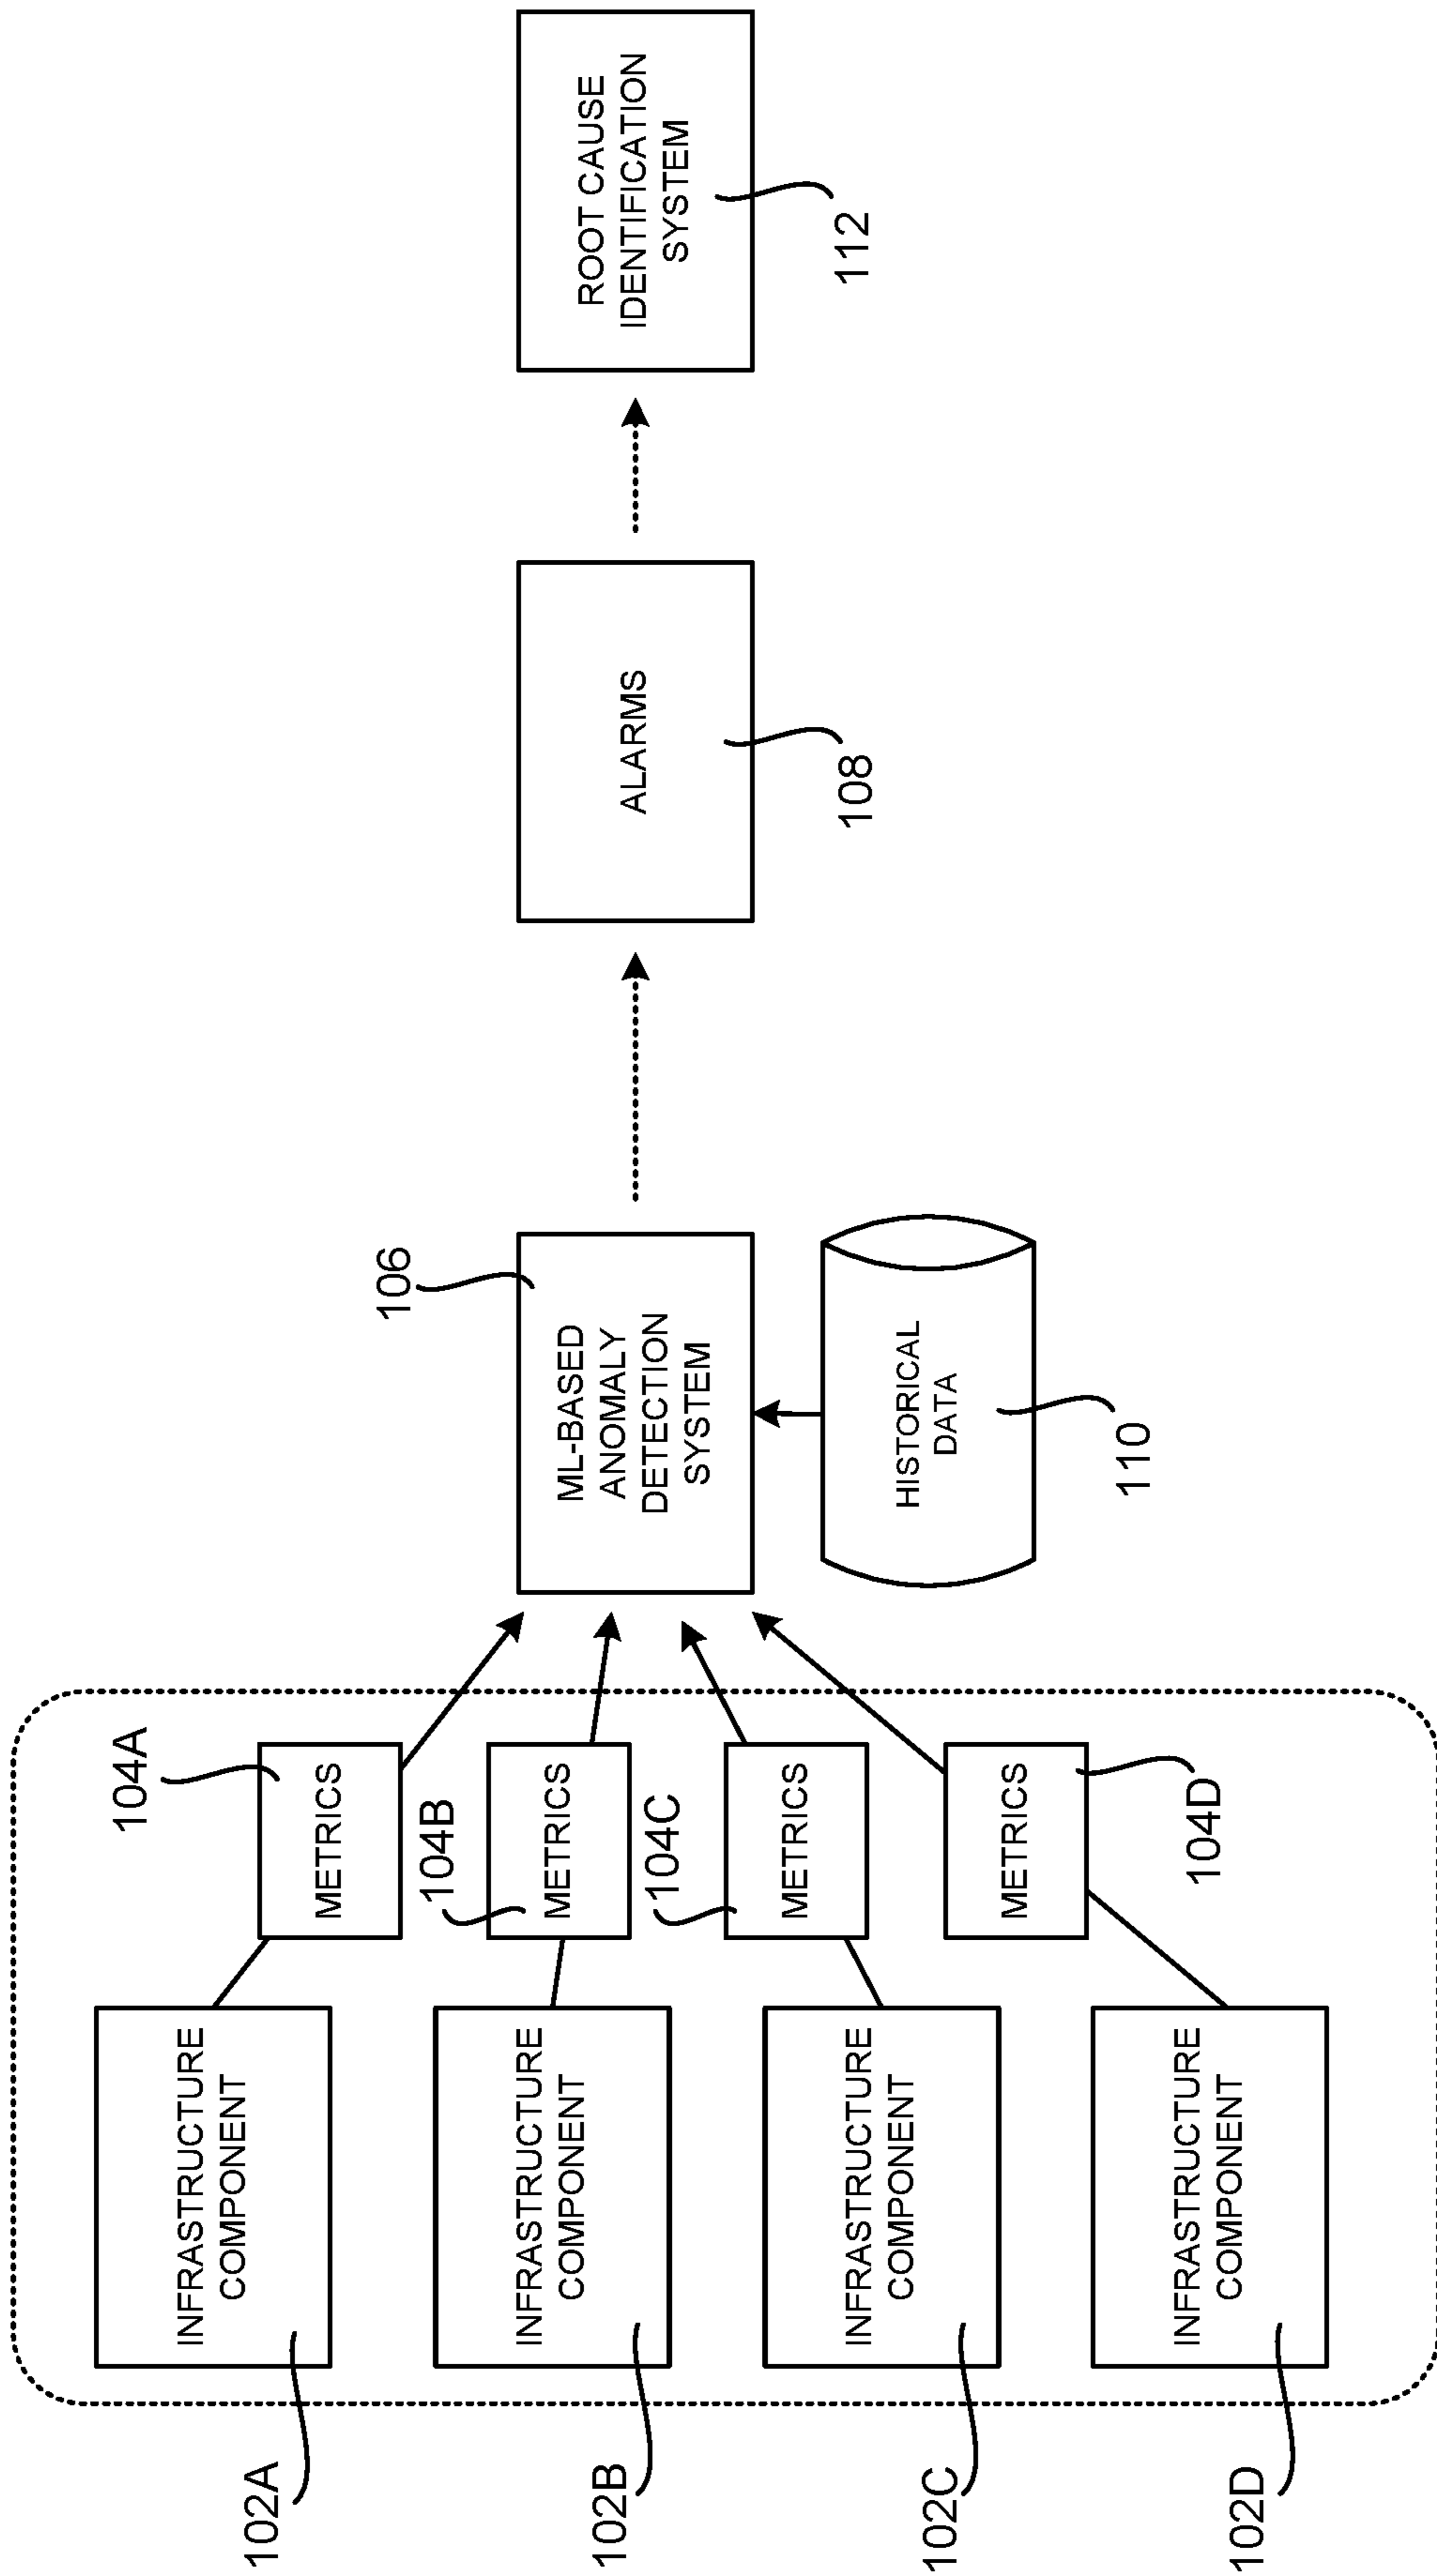 102A
INFRASTRUCTURE
COMPONENT
104A
METRICS
102B
INFRASTRUCTURE
COMPONENT
104B
METRICS
102C
INFRASTRUCTURE
COMPONENT
104C
METRICS
102D
INFRASTRUCTURE
COMPONENT
104D
METRICS
106
ML-BASED
ANOMALY
DETECTION
SYSTEM
HISTORICAL
DATA
110
ALARMS
108
ROOT CAUSE
IDENTIFICATION
SYSTEM
112